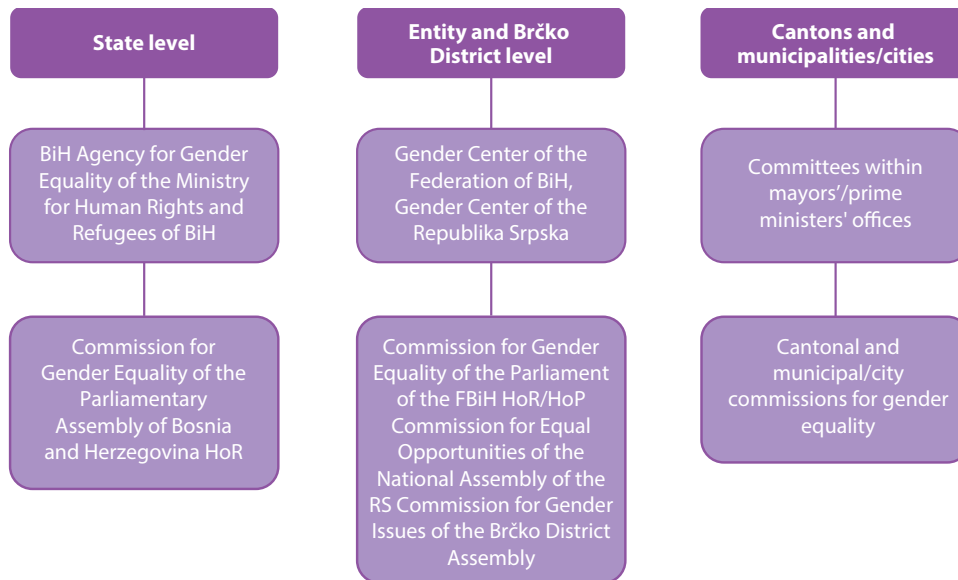 State level
BiH Agency for Gender
Equality of the Ministry
for Human Rights and
Refugees of BiH
Commission for
Gender Equality of the
Parliamentary
Assembly of Bosnia
and Herzegovina HoR
Entity and Brčko
District level
Gender Center of the
Federation of BiH,
Gender Center of the
Republika Srpska
Commission for Gender
Equality of the Parliament
of the FBiH HoR/HoP
Commission for Equal
Opportunities of the
National Assembly of the
RS Commission for Gender
Issues of the Brčko District
Assembly
Cantons and
municipalities/cities
Committees within
mayors’/prime
ministers' offices
Cantonal and
municipal/city
commissions for gender
equality